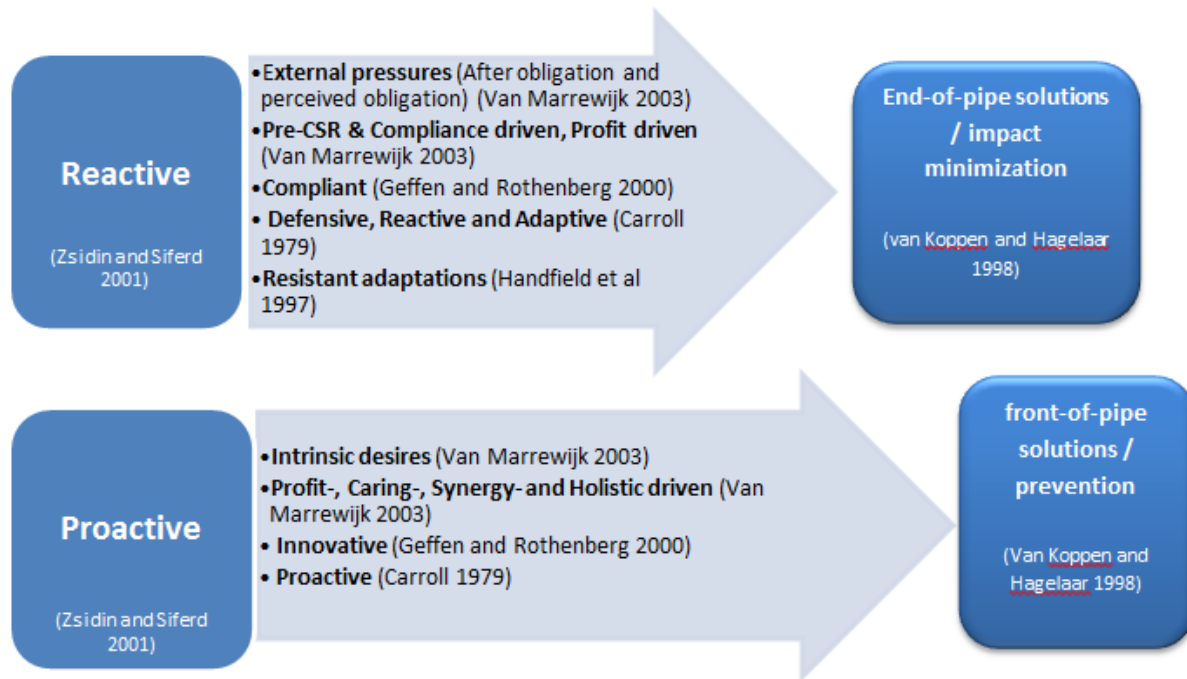 Reactive
(Zsidin and Siferd
2001)
•External pressures (After obligation and
perceived obligation) (Van Marrewijk 2003)
•Pre-CSR & Compliance driven, Profit driven
(Van Marrewijk 2003)
•Compliant (Geffen and Rothenberg 2000)
• Defensive, Reactive and Adaptive (Carroll
1979)
•Resistant adaptations (Handfield et al
1997)
End-of-pipe solutions
/ impact
minimization
(van Koppen and Hagelaar
1998)
Proactive
(Zsidin and Siferd
2001)
•Intrinsic desires (Van Marrewijk 2003)
•Profit-, Caring-, Synergy- and Holistic driven (Van
Marrewijk 2003)
• Innovative (Geffen and Rothenberg 2000)
• Proactive (Carroll 1979)
front-of-pipe
solutions /
prevention
(Van Koppen and
Hagelaar 1998)